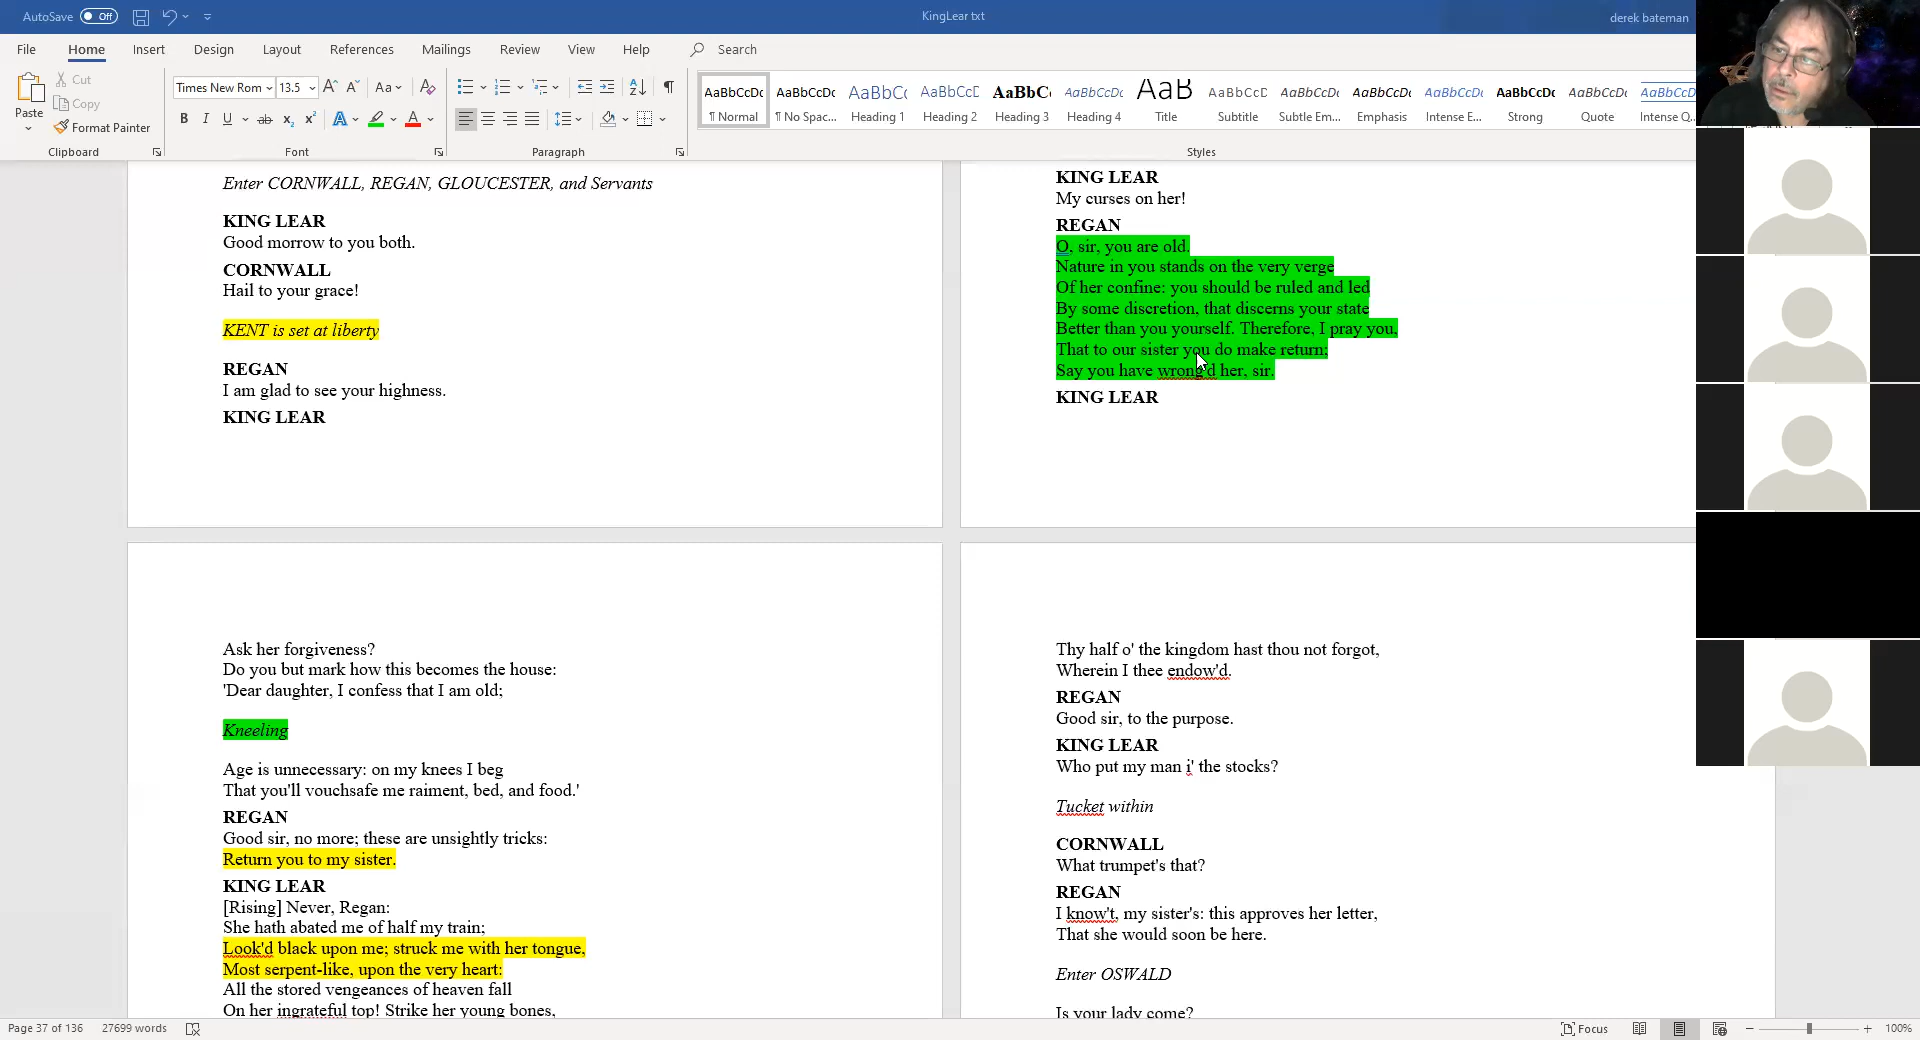 AutoSave Off
KingLear txt
derek bateman
File Home Insert Design Layout References Mailings Review View Help Search
Paste
Cut
Copy
Format Painter
Clipboard
Times New Rom 13.5
Font
Paragraph
AaBbCcDc ¶ Normal
AaBbCcDc ¶ No Spac...
AaBbC( Heading 1
AaBbCcD Heading 2
AaBbC( Heading 3
AaBbCcDc Heading 4
AaB Title
AaBbCcD Subtitle
AaBbCcDc Subtle Em...
AaBbCcDc Emphasis
AaBbCcDc Intense E...
AaBbCcDc Strong
AaBbCcDc Quote
AaBbCcDc Intense Q...
Styles
Enter CORNWALL, REGAN, GLOUCESTER, and Servants
KING LEAR
Good morrow to you both.
CORNWALL
Hail to your grace!
KENT is set at liberty
REGAN
I am glad to see your highness.
KING LEAR
KING LEAR
My curses on her!
REGAN
O, sir, you are old.
Nature in you stands on the very verge
Of her confine: you should be ruled and led
By some discretion, that discerns your state
Better than you yourself. Therefore, I pray you,
That to our sister you do make return;
Say you have wrong'd her, sir.
KING LEAR
Ask her forgiveness?
Do you but mark how this becomes the house:
'Dear daughter, I confess that I am old;
Kneeling
Age is unnecessary: on my knees I beg
That you'll vouchsafe me raiment, bed, and food.'
REGAN
Good sir, no more; these are unsightly tricks:
Return you to my sister.
KING LEAR
[Rising] Never, Regan:
She hath abated me of half my train;
Look'd black upon me; struck me with her tongue,
Most serpent-like, upon the very heart:
All the stored vengeances of heaven fall
On her ingrateful top! Strike her young bones,
Thy half o' the kingdom hast thou not forgot,
Wherein I thee endow'd.
REGAN
Good sir, to the purpose.
KING LEAR
Who put my man i' the stocks?
Tucket within
CORNWALL
What trumpet's that?
REGAN
I know't, my sister's: this approves her letter,
That she would soon be here.
Enter OSWALD
Is your lady come?
Page 37 of 136 27699 words
Focus
100%